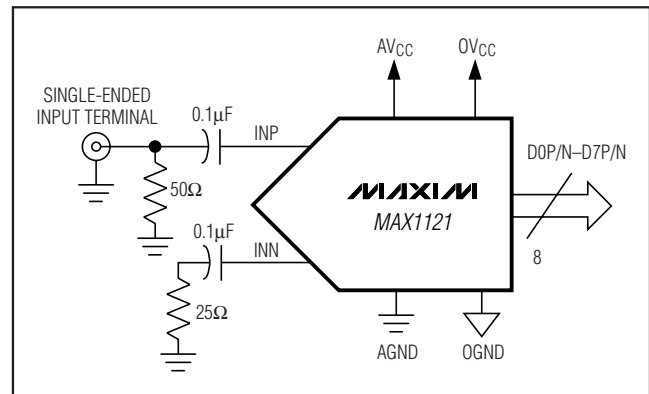 AVCC
OVCC
SINGLE-ENDED
INPUT TERMINAL
0.1μF
INP
D0P/N–D7P/N
50Ω
MAXIM
MAX1121
0.1μF
INN
8
25Ω
AGND
OGND